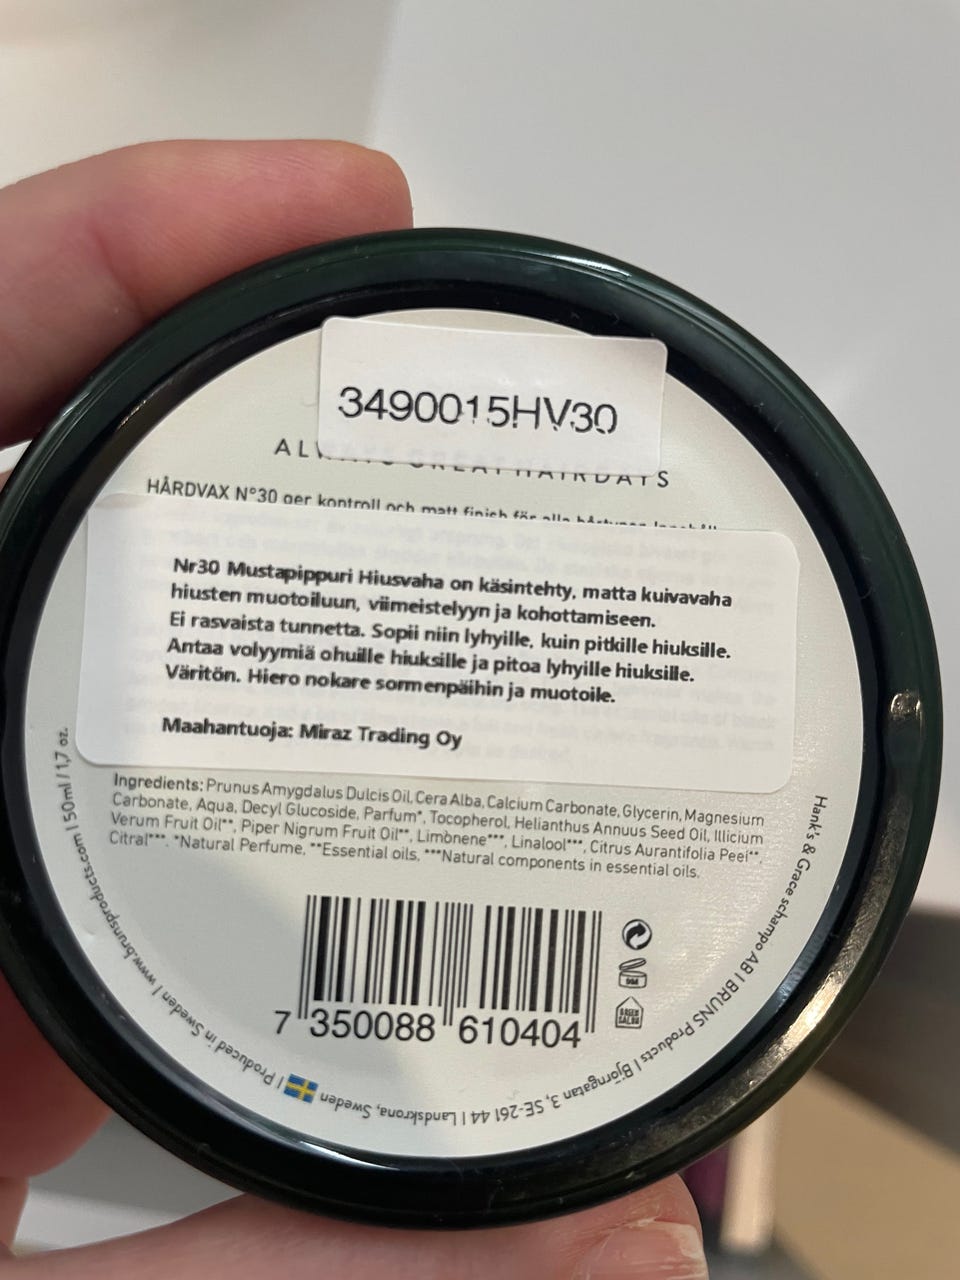 3490015HV30
HÅRDVAX N°30 ger kontroll och matt finish för alla
Nr30 Mustapippuri Hiusvaha on käsintehty, matta kuivavaha
hiusten muotoiluun, viimeistelyyn ja kohottamiseen.
Ei rasvaista tunnetta. Sopii niin lyhyille, kuin pitkille hiuksille.
Antaa volyymiä ohuille hiuksille ja pitoa lyhyille hiuksille.
Väritön. Hiero nokare sormenpäihin ja muotoile.
Maahantuoja: Miraz Trading Oy
Ingredients: Prunus Amygdalus Dulcis Oil, Cera Alba, Calcium Carbonate, Glycerin, Magnesium
Carbonate, Aqua, Decyl Glucoside, Parfum*, Tocopherol, Helianthus Annuus Seed Oil, Illicium
Verum Fruit Oil**, Piper Nigrum Fruit Oil**, Limonene***, Linalool***, Citrus Aurantifolia Peel**,
Citral***. *Natural Perfume, **Essential oils, ***Natural components in essential oils.
7 350088 610404
Hank's & Grace schampo AB | BRUNS Products | Björngatan 3, SE-261 44 | Landskrona, Sweden | Produced in Sweden | www.brunsproducts.com | 50ml / 1,7 oz.